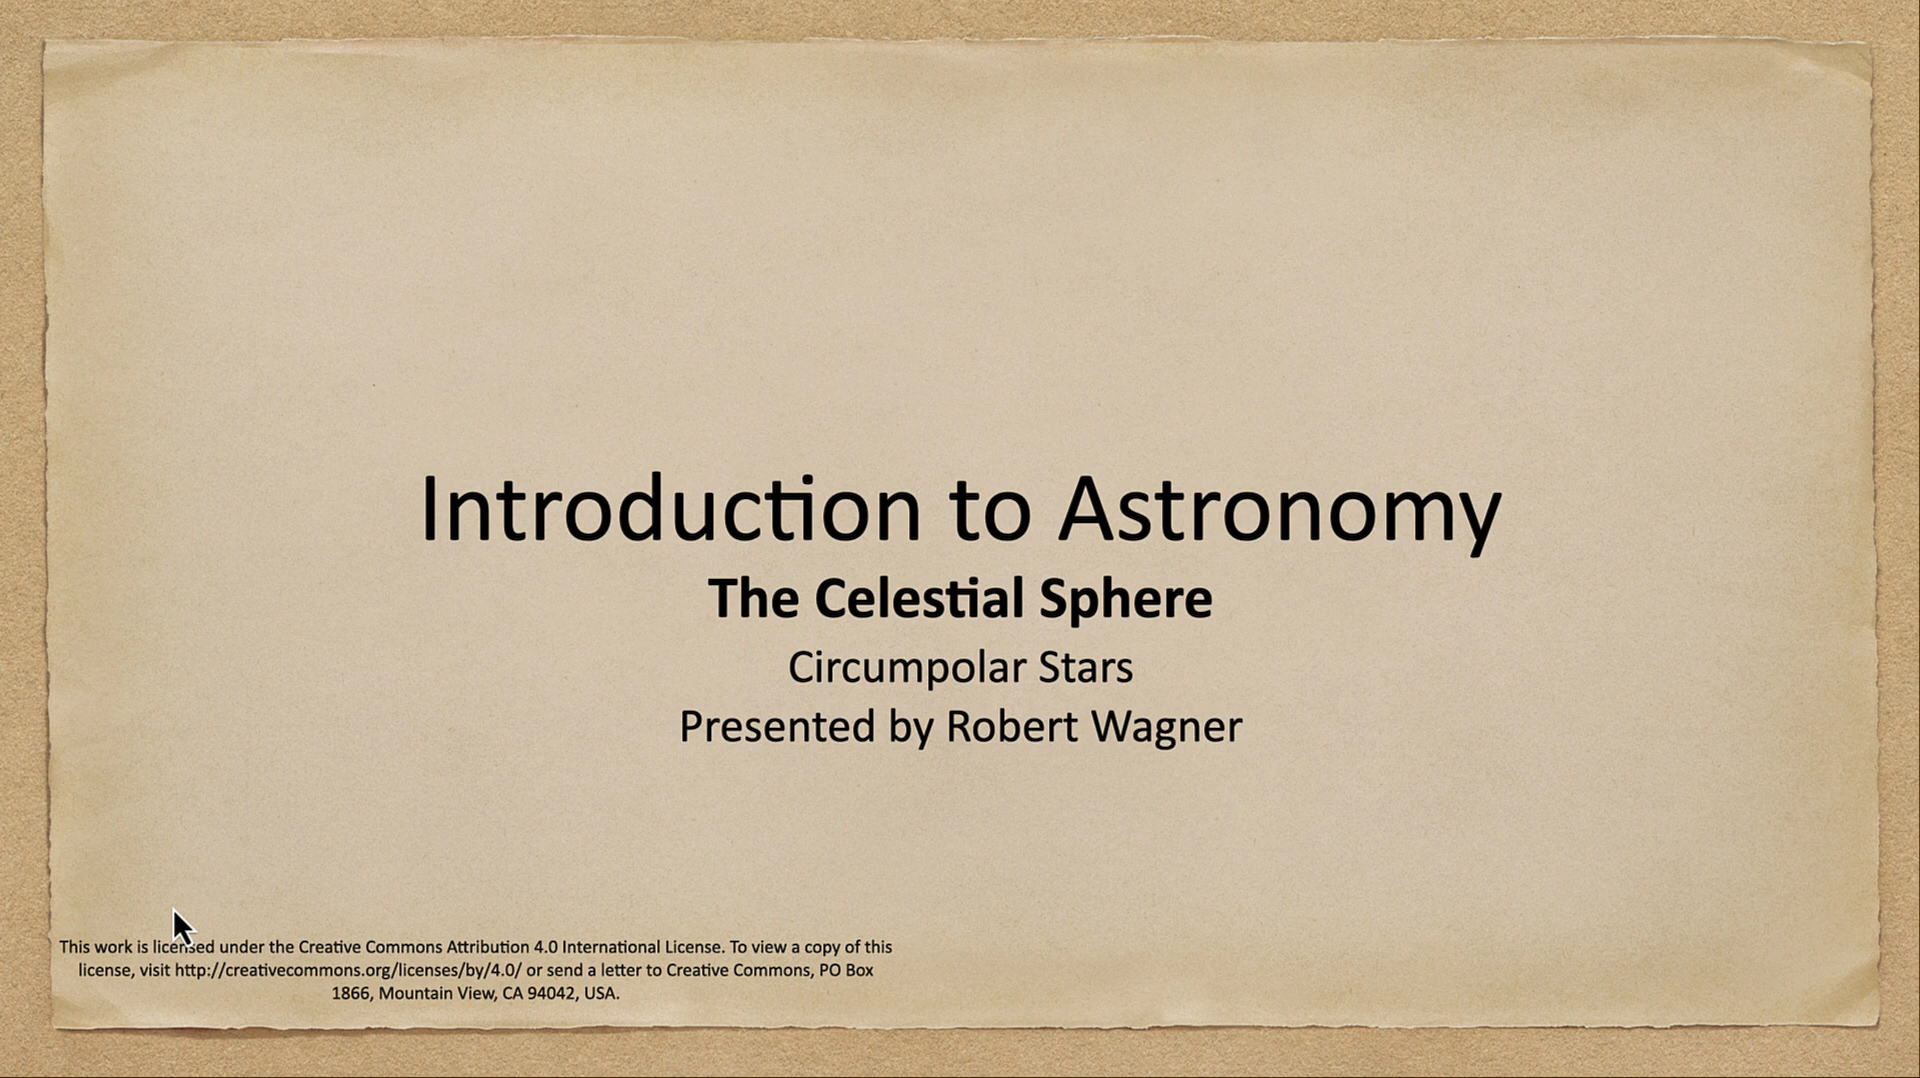 Introduction to Astronomy
The Celestial Sphere
Circumpolar Stars
Presented by Robert Wagner
This work is licensed under the Creative Commons Attribution 4.0 International License. To view a copy of this
license, visit http://creativecommons.org/licenses/by/4.0/ or send a letter to Creative Commons, PO Box
1866, Mountain View, CA 94042, USA.